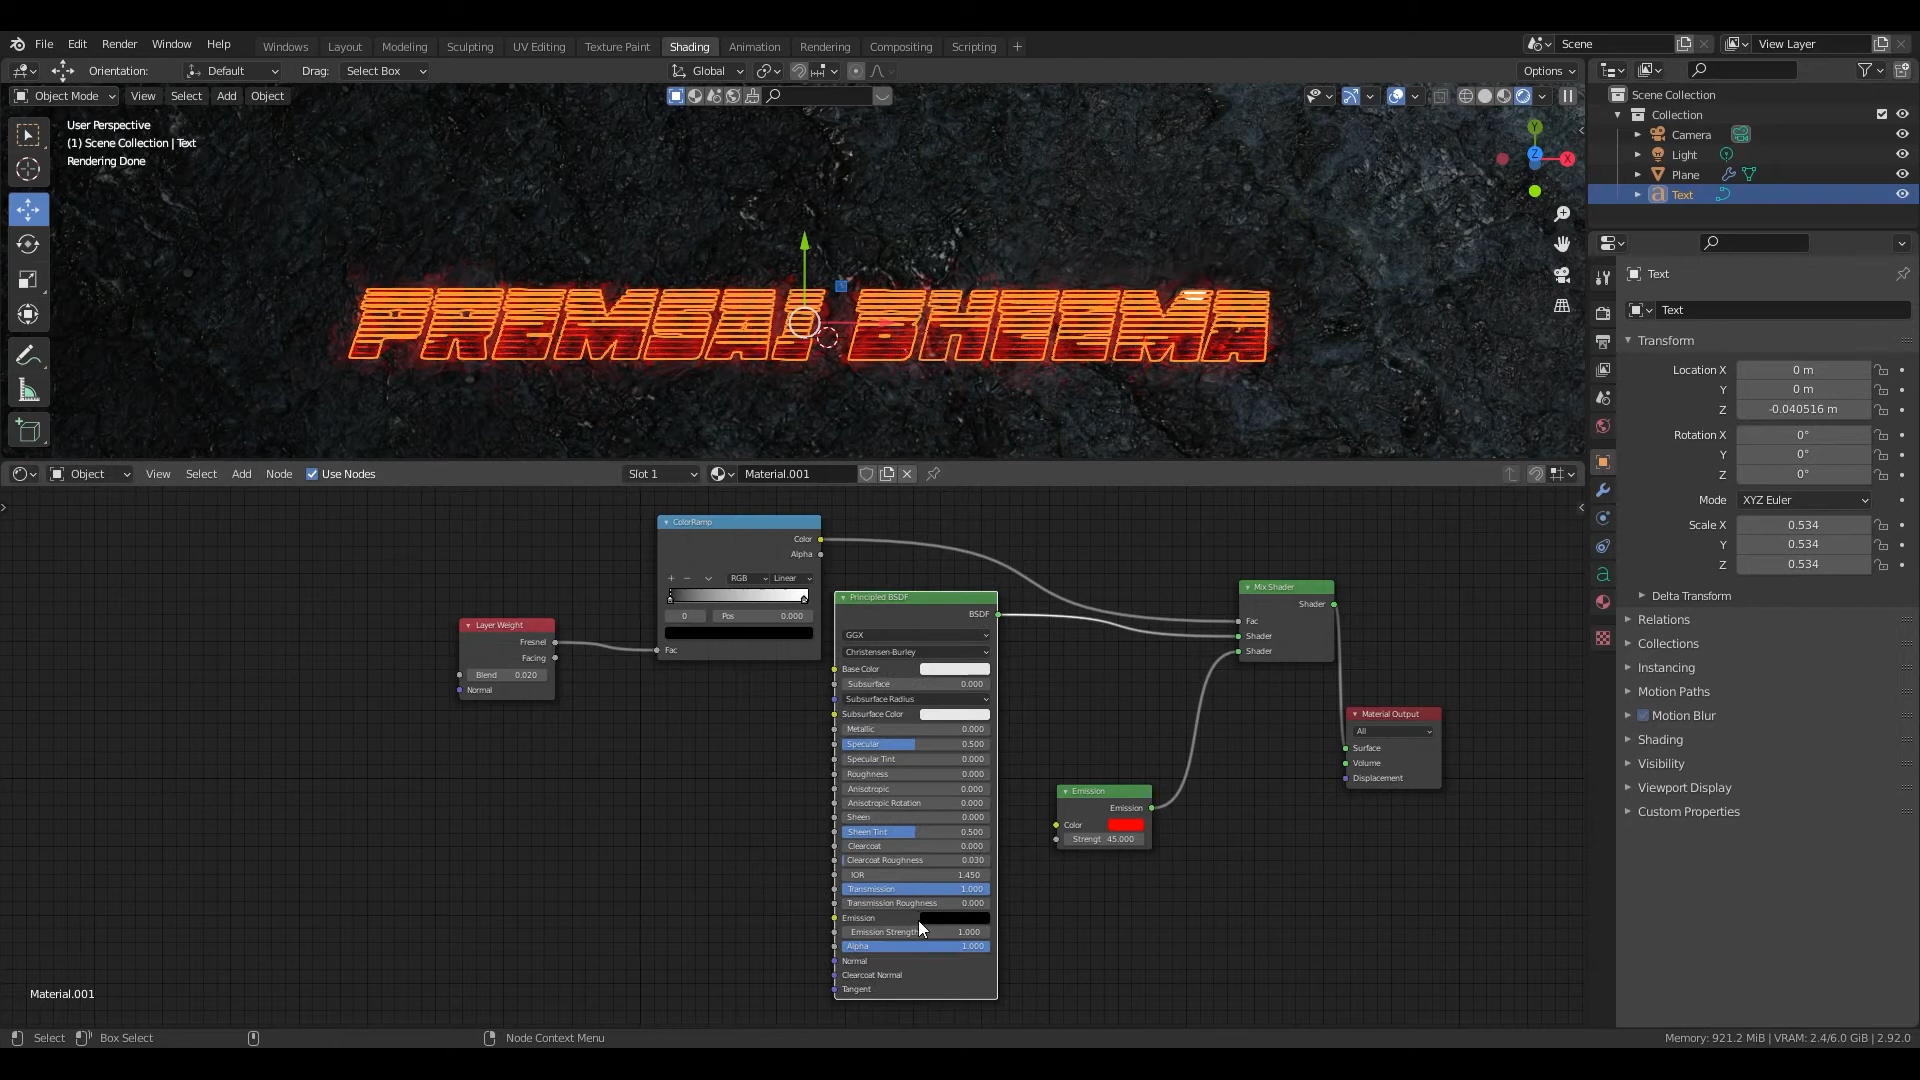 File Edit Render Window Help Windows Layout Modeling Sculpting UV Editing Texture Paint Shading Animation Rendering Compositing Scripting + Scene View Layer
Orientation: Default Drag: Select Box Global Options
Object Mode View Select Add Object
User Perspective
(1) Scene Collection | Text
Rendering Done
PREMSAI BHEEMA
Y
Z
X
Scene Collection
Collection
Camera
Light
Plane
Text
Text
Text
Transform
Location X 0 m
Y 0 m
Z -0.040516 m
Rotation X 0°
Y 0°
Z 0°
Mode XYZ Euler
Scale X 0.534
Y 0.534
Z 0.534
Delta Transform
Relations
Collections
Instancing
Motion Paths
Motion Blur
Shading
Visibility
Viewport Display
Custom Properties
Object View Select Add Node Use Nodes Slot 1 Material.001
Layer Weight
Fresnel
Facing
Blend 0.020
Normal
ColorRamp
Color
Alpha
RGB Linear
0 Pos 0.000
Fac
Principled BSDF
BSDF
GGX
Christensen-Burley
Base Color
Subsurface 0.000
Subsurface Radius
Subsurface Color
Metallic 0.000
Specular 0.500
Specular Tint 0.000
Roughness 0.000
Anisotropic 0.000
Anisotropic Rotation 0.000
Sheen 0.000
Sheen Tint 0.500
Clearcoat 0.000
Clearcoat Roughness 0.030
IOR 1.450
Transmission 1.000
Transmission Roughness 0.000
Emission
Emission Strength 1.000
Alpha 1.000
Normal
Clearcoat Normal
Tangent
Emission
Emission
Color
Strengt 45.000
Mix Shader
Shader
Fac
Shader
Shader
Material Output
All
Surface
Volume
Displacement
Material.001
Select Box Select Node Context Menu Memory: 921.2 MiB | VRAM: 2.4/6.0 GiB | 2.92.0